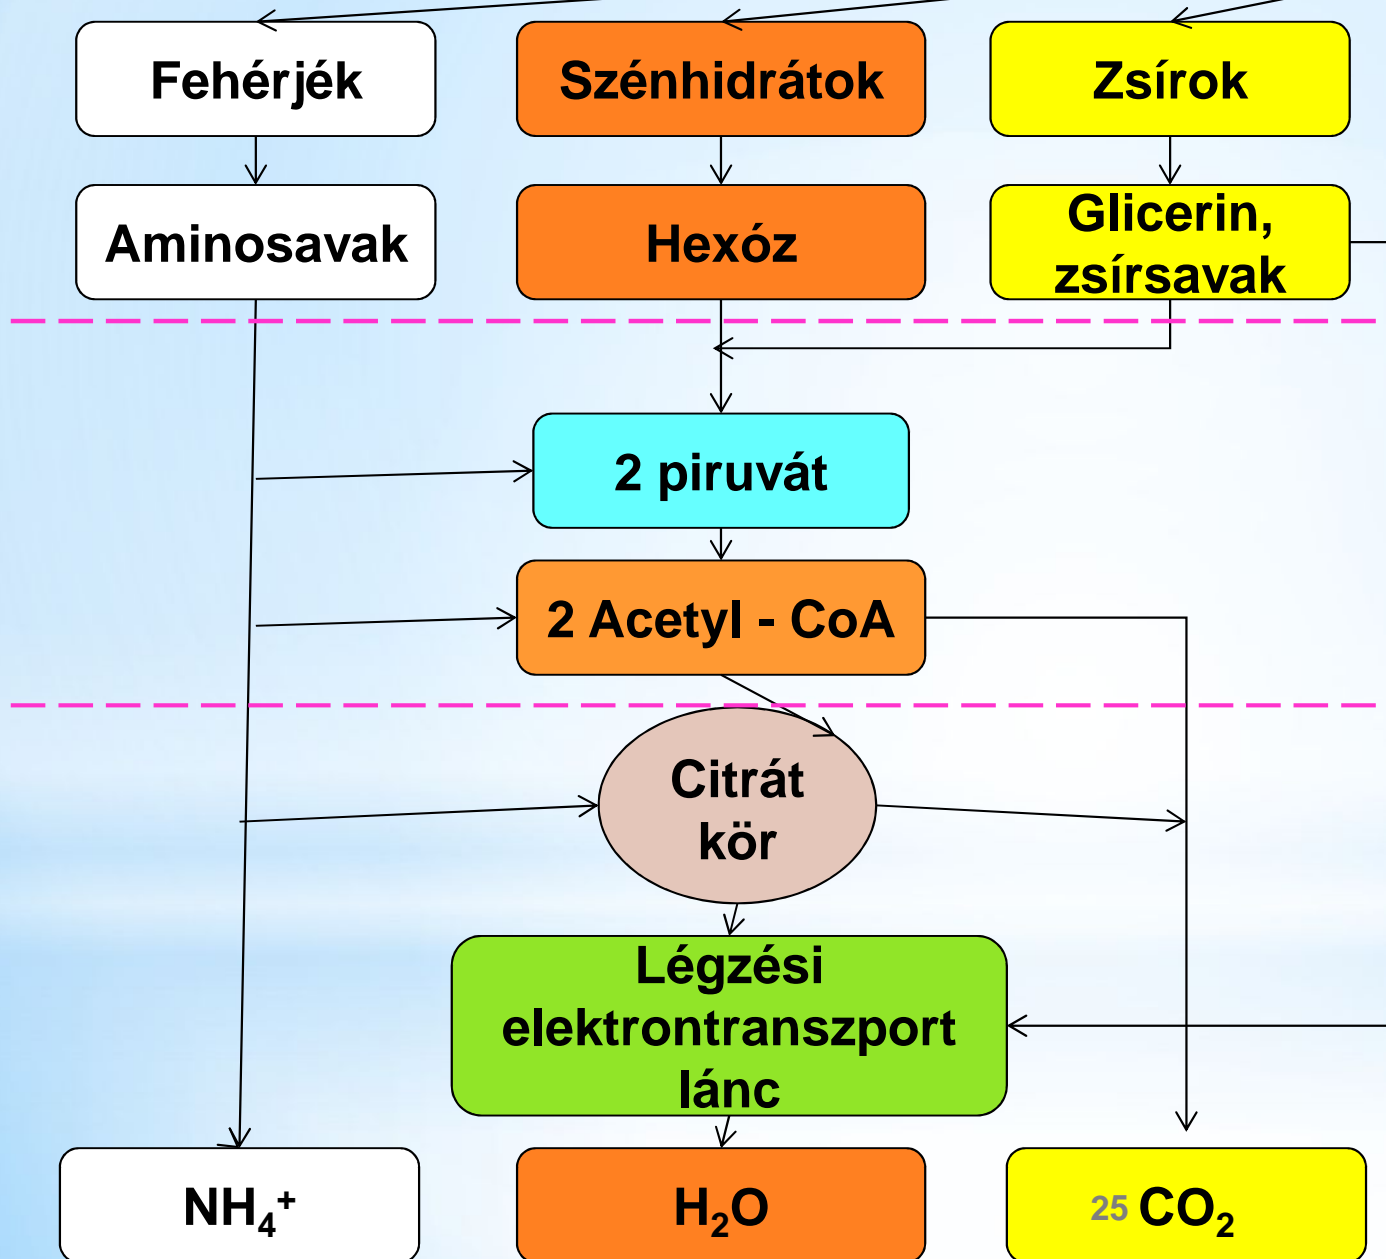 Fehérjék
Szénhidrátok
Zsírok
Aminosavak
Hexóz
Glicerin,
zsírsavak
2 piruvát
2 Acetyl - CoA
Citrát
kör
Légzési
elektrontranszport
lánc
NH₄⁺
H₂O
25 CO₂